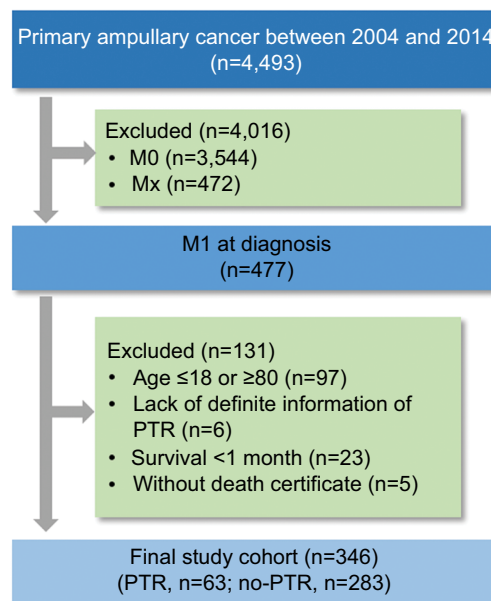 Primary ampullary cancer between 2004 and 2014
(n=4,493)
Excluded (n=4,016)
• M0 (n=3,544)
• Mx (n=472)
M1 at diagnosis
(n=477)
Excluded (n=131)
• Age ≤18 or ≥80 (n=97)
• Lack of definite information of
PTR (n=6)
• Survival <1 month (n=23)
• Without death certificate (n=5)
Final study cohort (n=346)
(PTR, n=63; no-PTR, n=283)